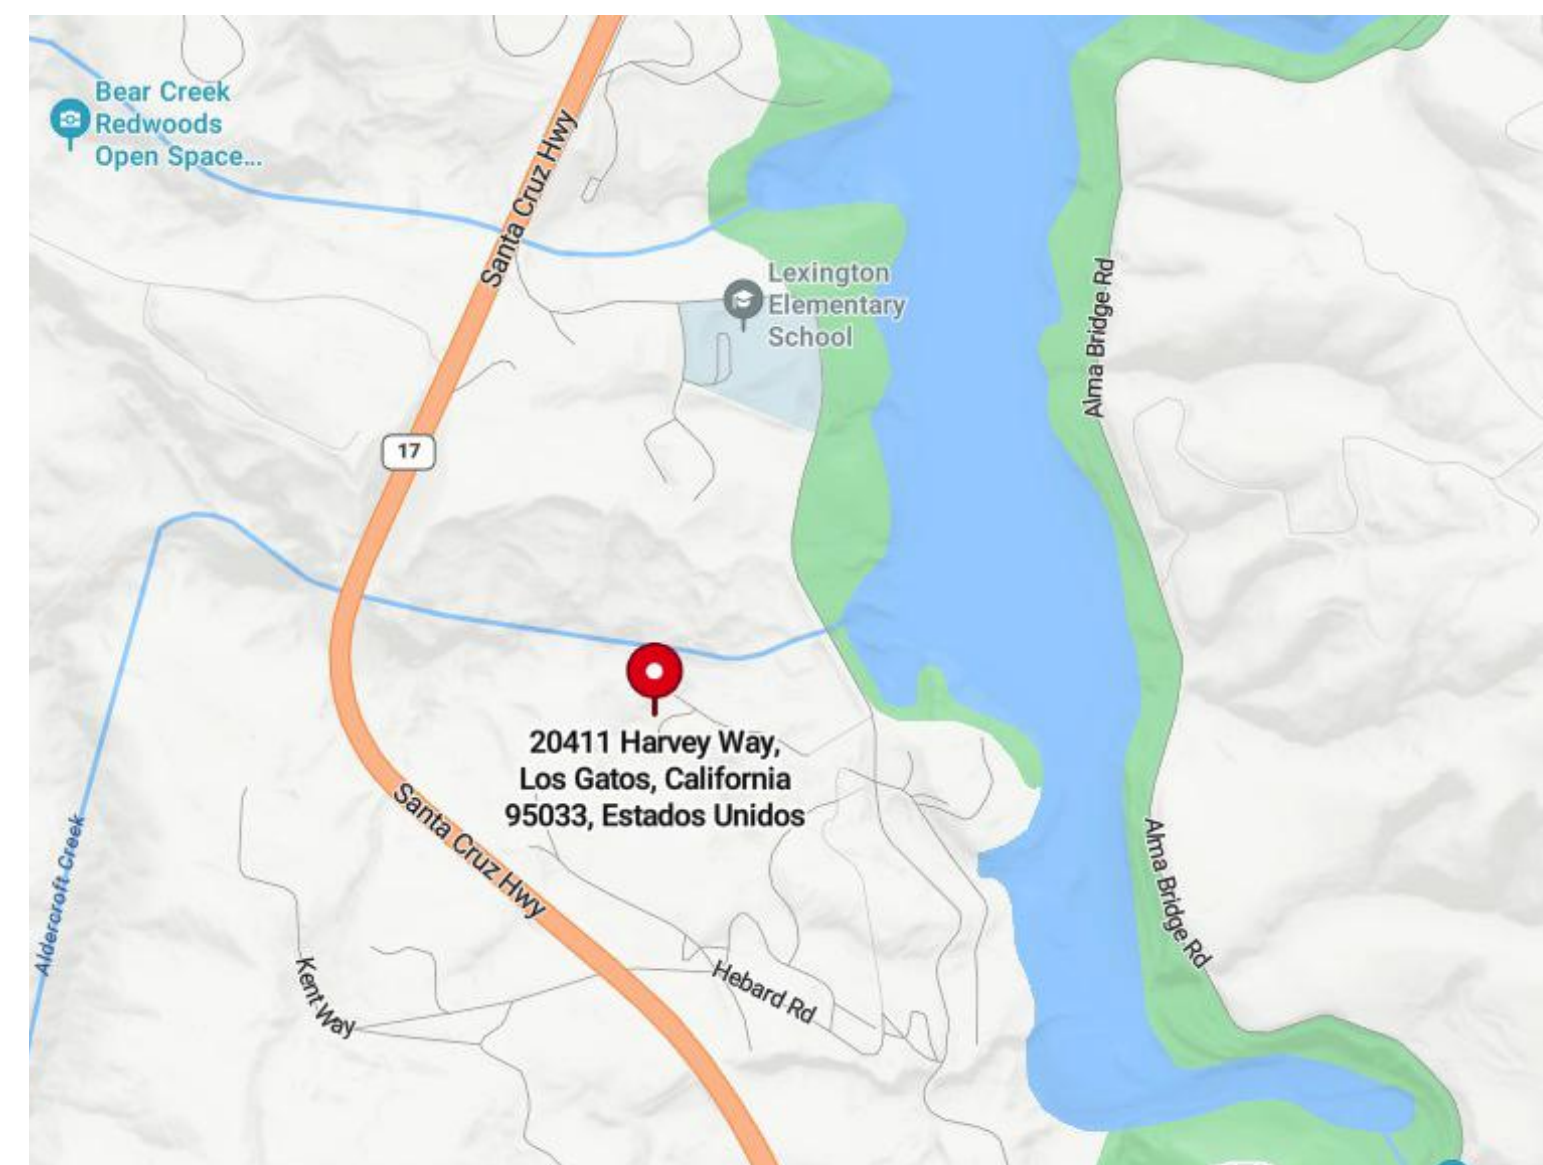 Bear Creek
Redwoods
Open Space...
Santa Cruz Hwy
Lexington
Elementary
School
Alma Bridge Rd
17
20411 Harvey Way,
Los Gatos, California
95033, Estados Unidos
Santa Cruz Hwy
Aldercroft Creek
Alma Bridge Rd
Kent Way
Hebard Rd